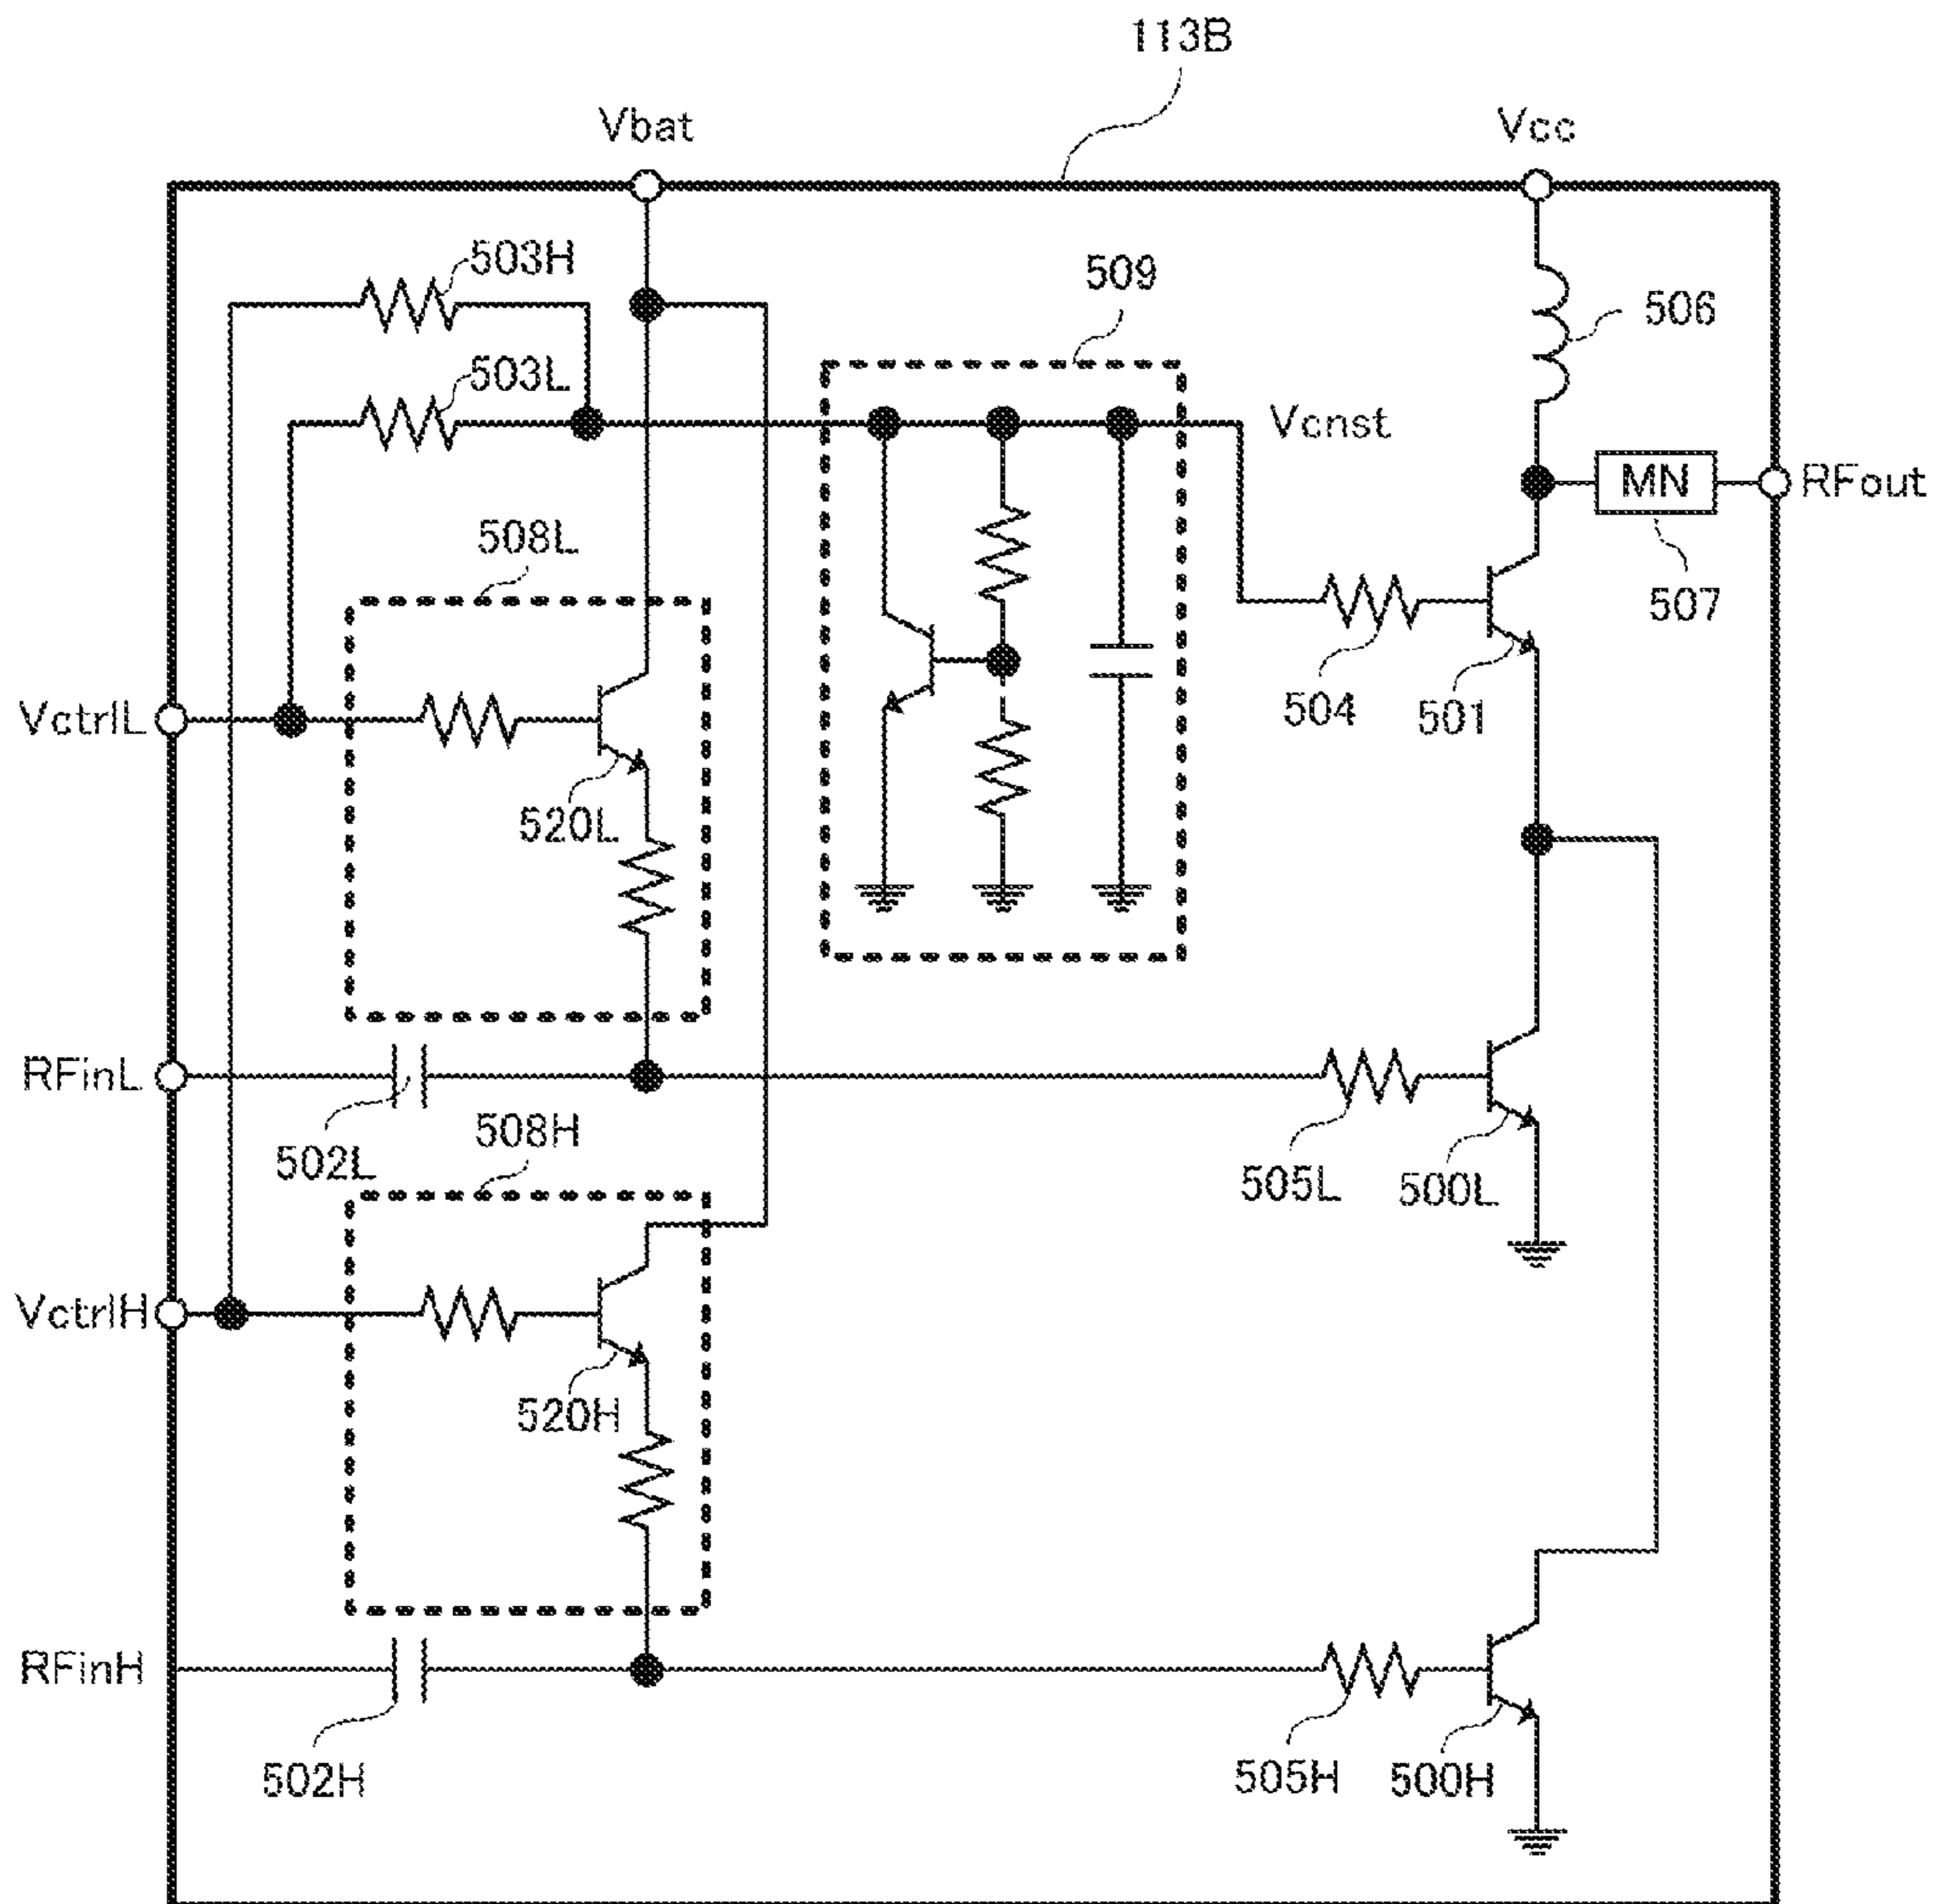 113B
Vbat
Vcc
503H
509
506
503L
Vcnst
MN
RFout
508L
507
504
501
VctrlL
520L
RFinL
508H
502L
505L
500L
VctrlH
520H
RFinH
502H
505H
500H